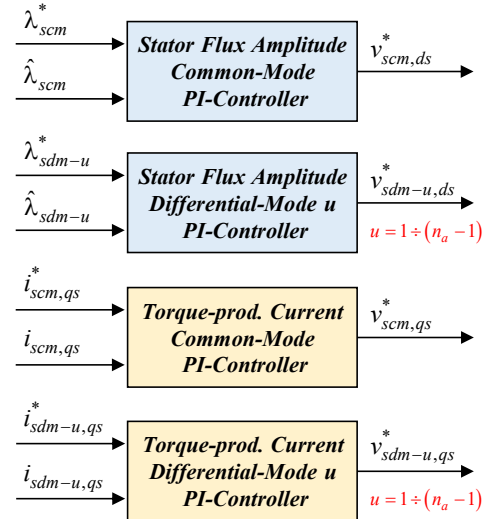 λ*scm
λ̂scm
Stator Flux Amplitude
Common-Mode
PI-Controller
v*scm,ds
λ*sdm−u
λ̂sdm−u
Stator Flux Amplitude
Differential-Mode u
PI-Controller
v*sdm−u,ds
u = 1 ÷ (na − 1)
i*scm,qs
iscm,qs
Torque-prod. Current
Common-Mode
PI-Controller
v*scm,qs
i*sdm−u,qs
isdm−u,qs
Torque-prod. Current
Differential-Mode u
PI-Controller
v*sdm−u,qs
u = 1 ÷ (na − 1)